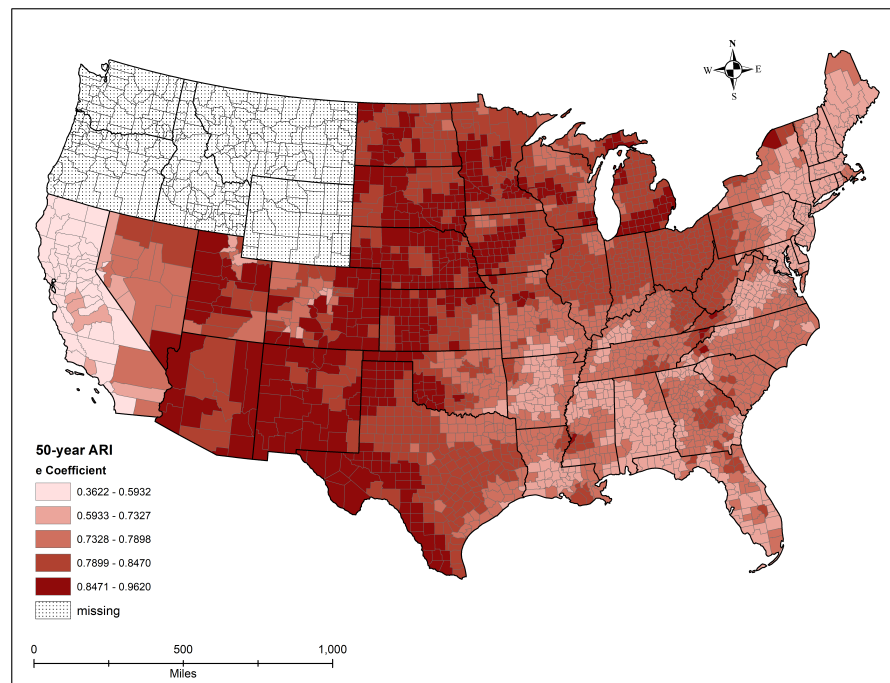 N
W E
S
50-year ARI
e Coefficient
0.3622 - 0.5932
0.5933 - 0.7327
0.7328 - 0.7898
0.7899 - 0.8470
0.8471 - 0.9620
missing
0 500 1,000
Miles